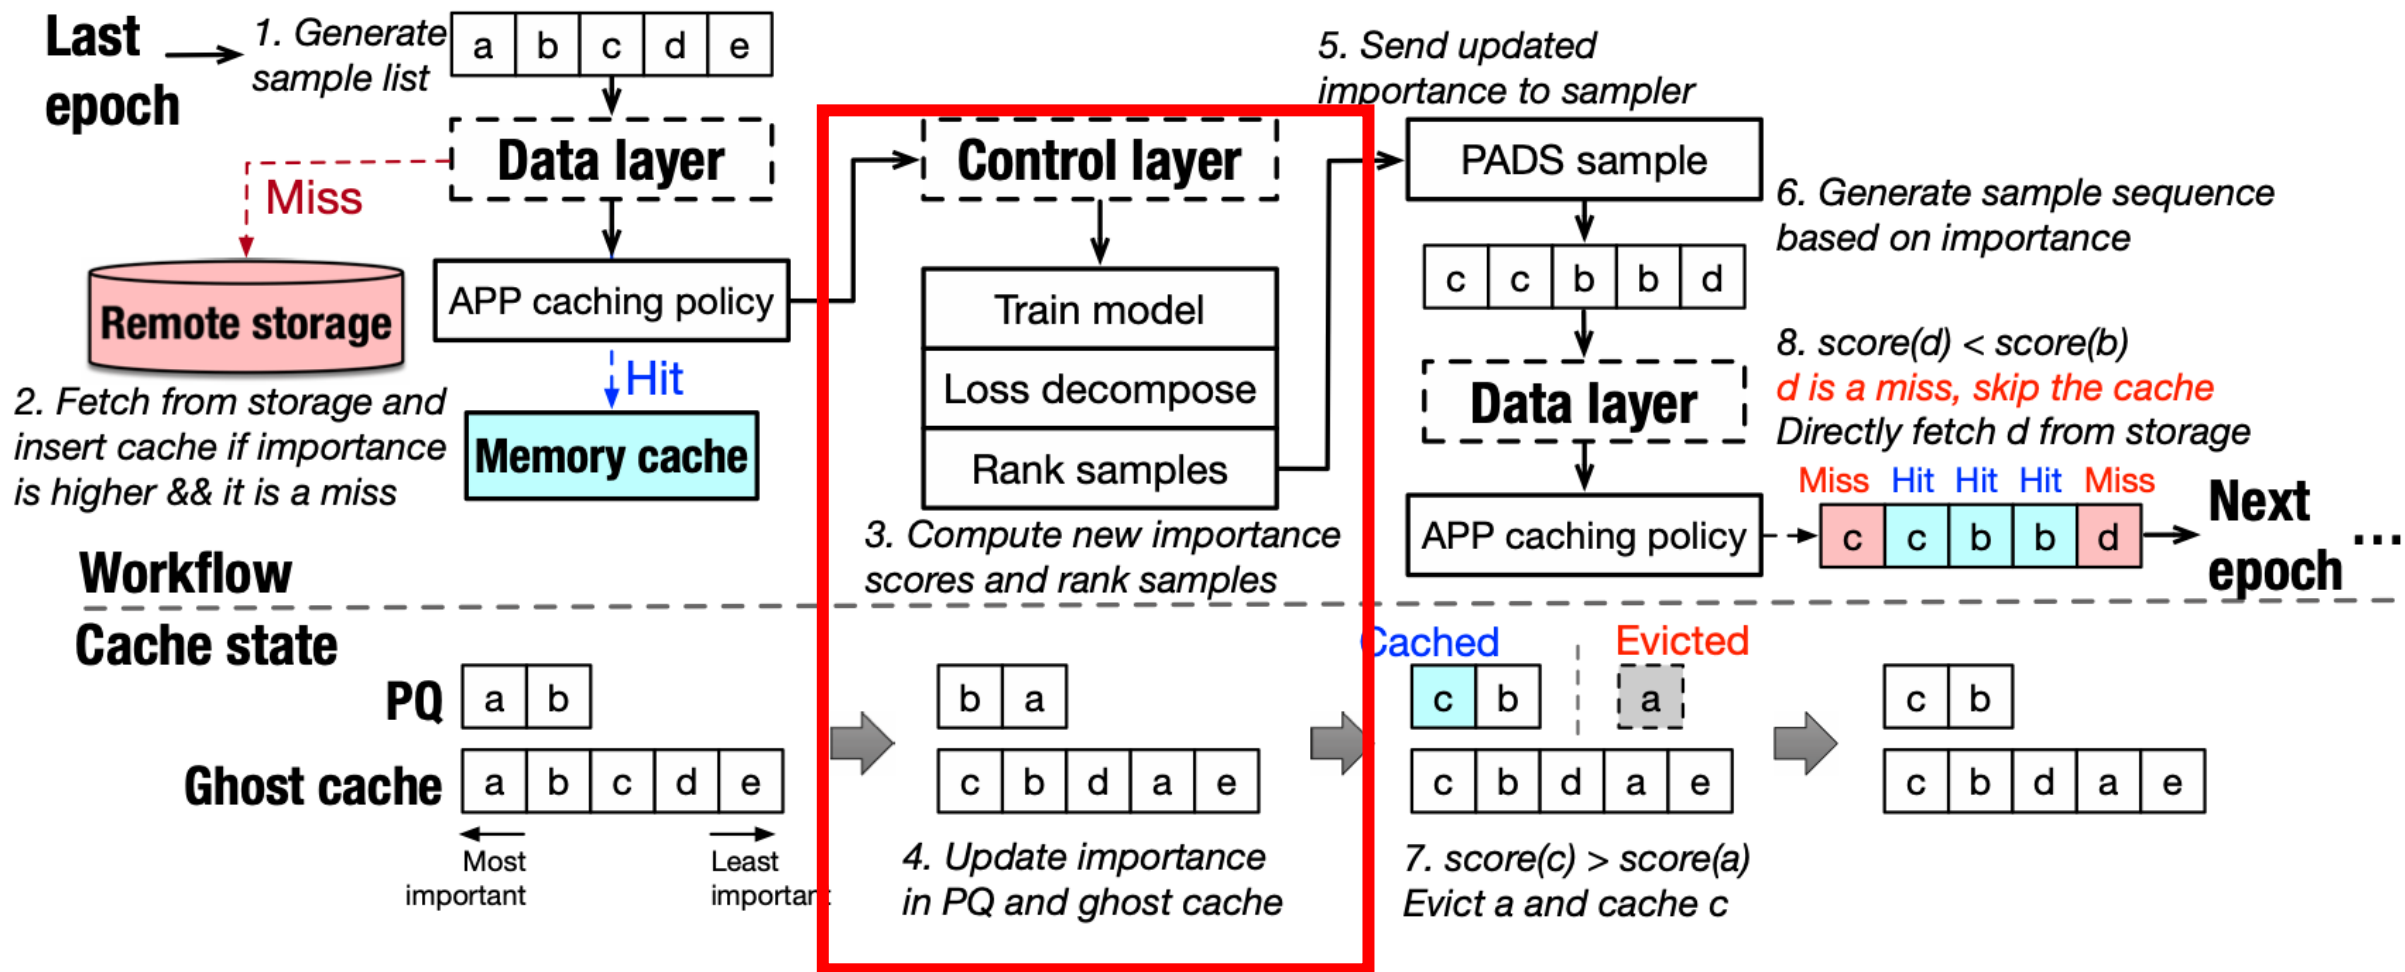 Last
epoch
1. Generate
sample list
a b c d e
Data layer
Miss
Remote storage
APP caching policy
Hit
Memory cache
2. Fetch from storage and
insert cache if importance
is higher && it is a miss
Control layer
Train model
Loss decompose
Rank samples
3. Compute new importance
scores and rank samples
5. Send updated
importance to sampler
PADS sample
6. Generate sample sequence
based on importance
c c b b d
Data layer
APP caching policy
8. score(d) < score(b)
d is a miss, skip the cache
Directly fetch d from storage
Miss Hit Hit Hit Miss
c c b b d
Next
epoch ...
Workflow
Cache state
PQ
a b
Ghost cache
a b c d e
Most
important
Least
important
b a
c b d a e
4. Update importance
in PQ and ghost cache
Cached
Evicted
c b
a
c b d a e
7. score(c) > score(a)
Evict a and cache c
c b
c b d a e